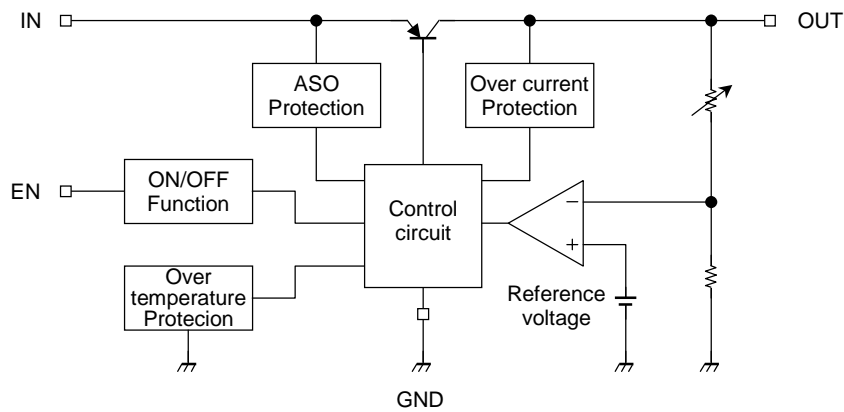 IN
OUT
ASO
Protection
Over current
Protection
EN
ON/OFF
Function
Control
circuit
−
+
Over
temperature
Protecion
Reference
voltage
GND